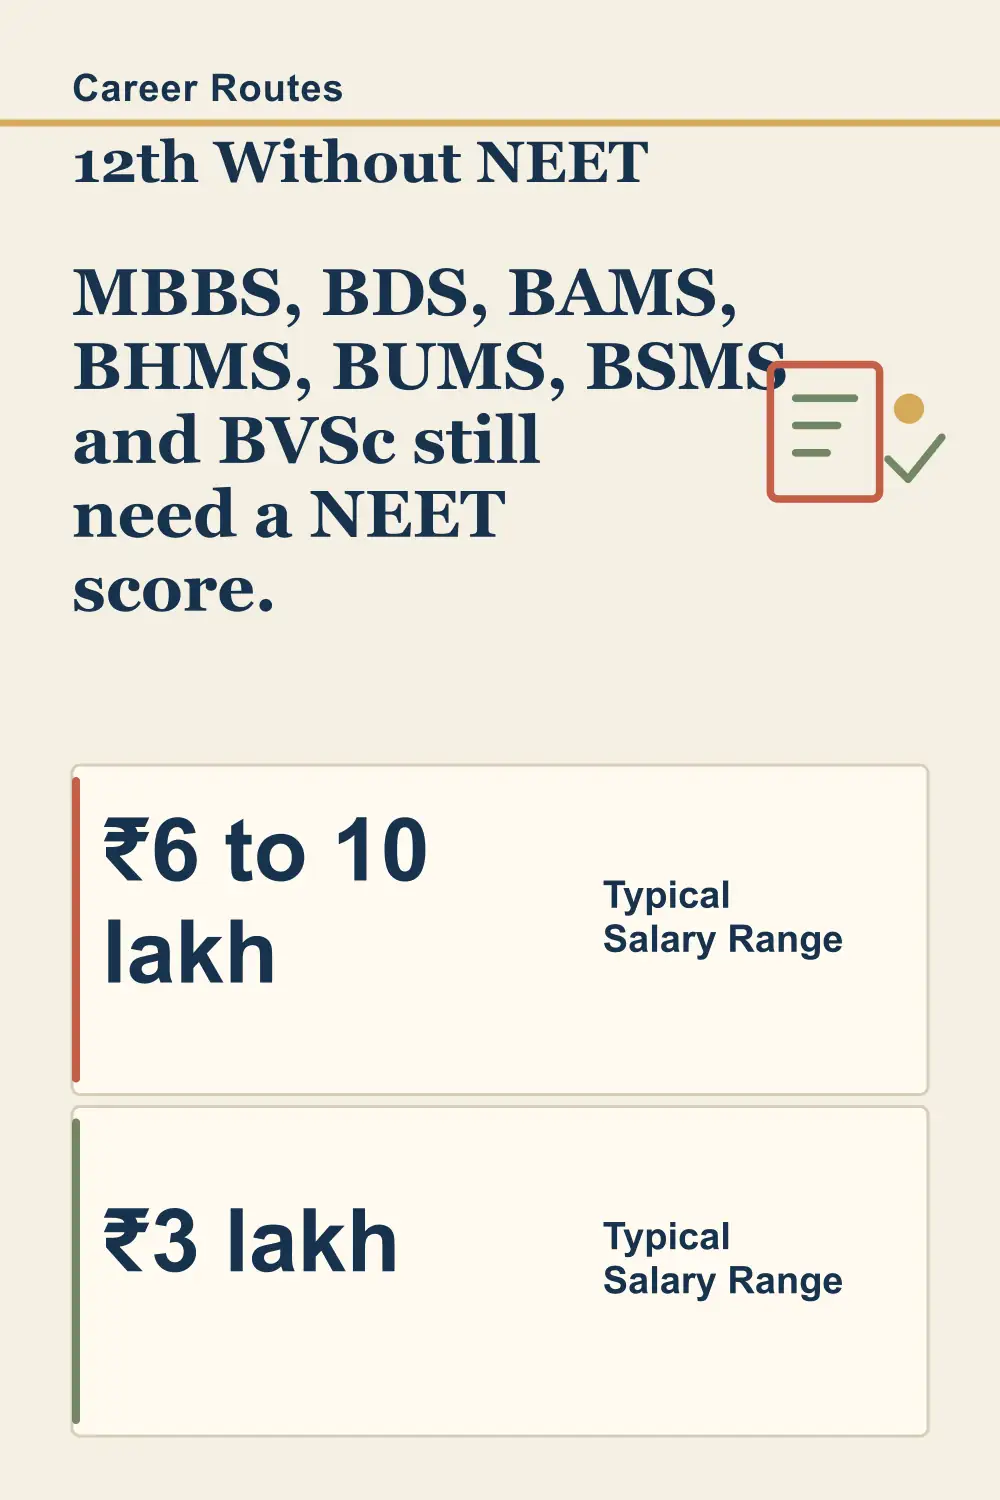 Career Routes
12th Without NEET
MBBS, BDS, BAMS,
BHMS, BUMS, BSMS
and BVSc still
need a NEET
score.
₹6 to 10
lakh
Typical
Salary Range
₹3 lakh
Typical
Salary Range